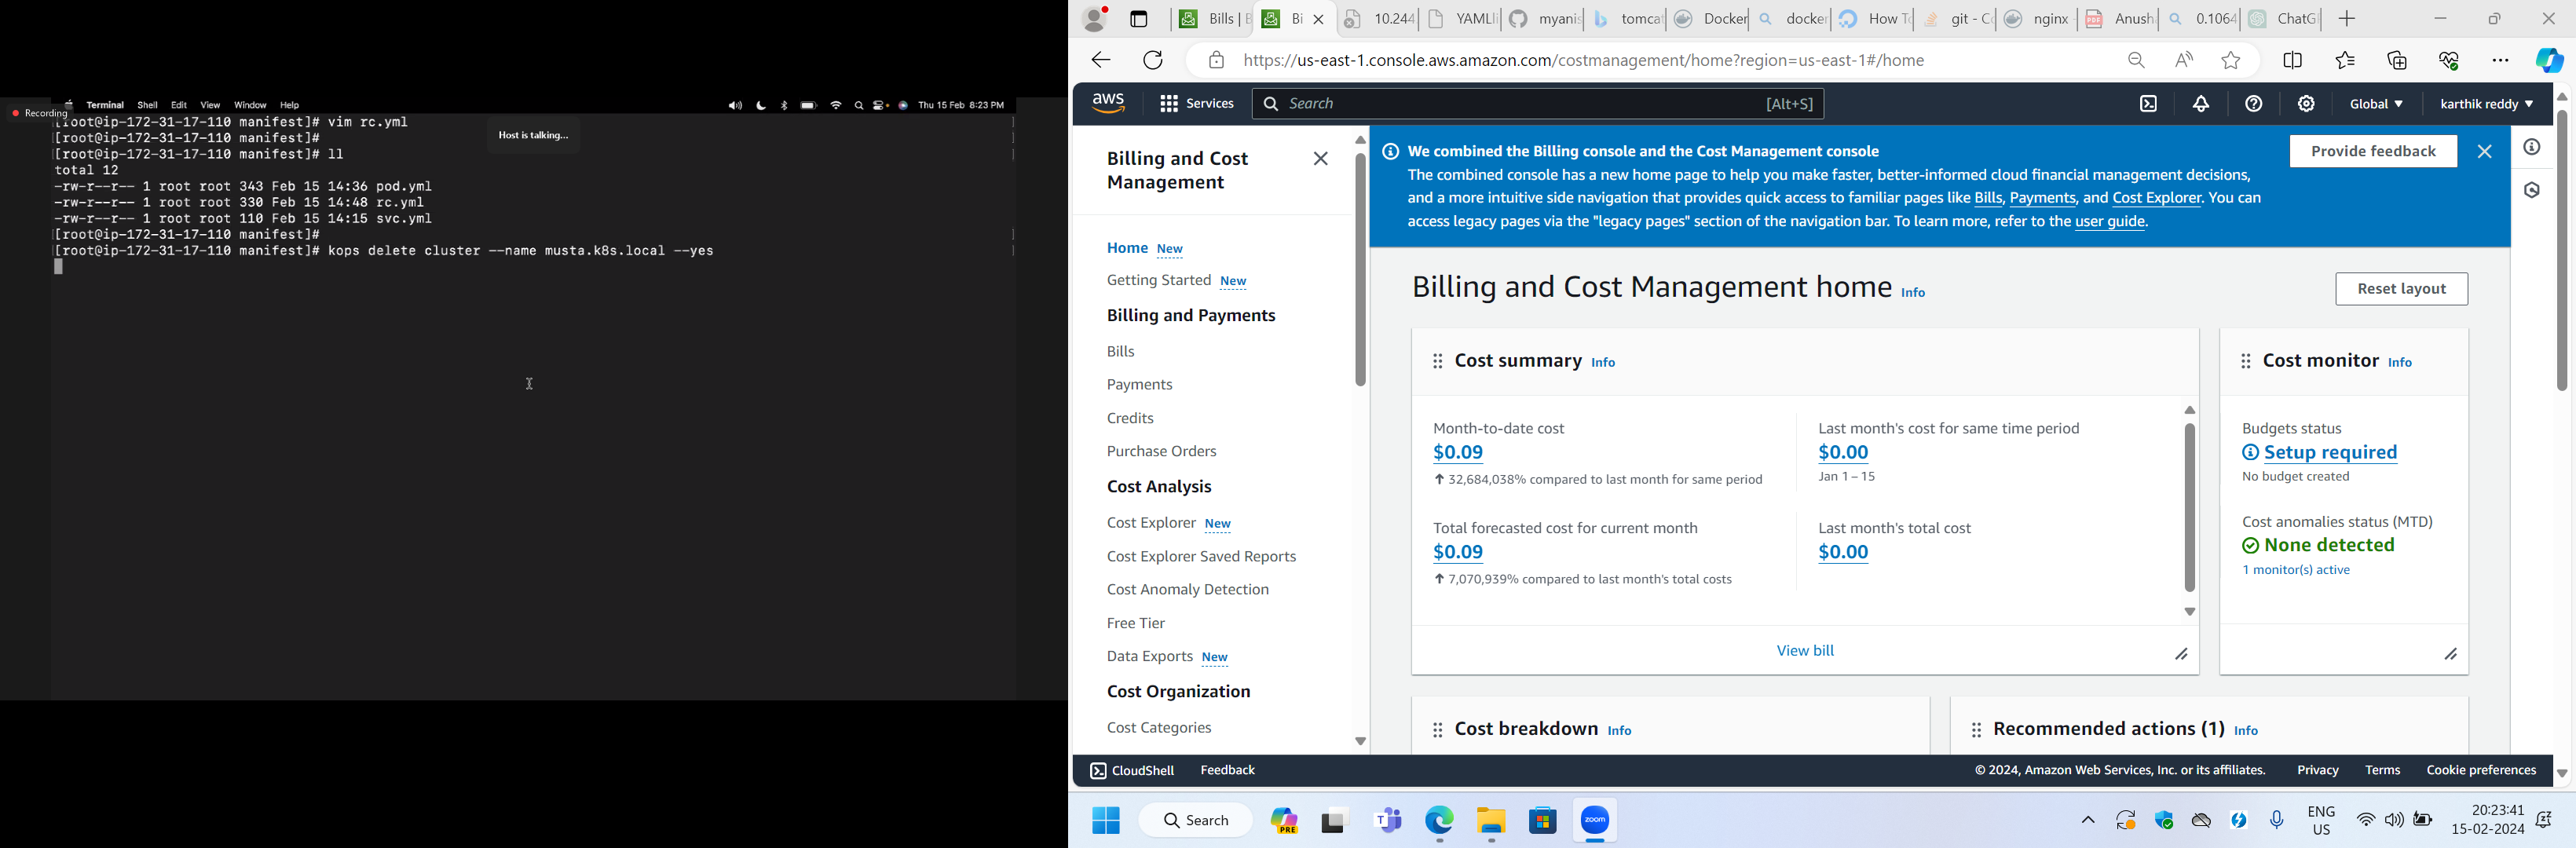 Terminal Shell Edit View Window Help
Thu 15 Feb 8:23 PM
Recording
Host is talking...
[root@ip-172-31-17-110 manifest]# vim rc.yml
[root@ip-172-31-17-110 manifest]#
[root@ip-172-31-17-110 manifest]# ll
total 12
-rw-r--r-- 1 root root 343 Feb 15 14:36 pod.yml
-rw-r--r-- 1 root root 330 Feb 15 14:48 rc.yml
-rw-r--r-- 1 root root 110 Feb 15 14:15 svc.yml
[root@ip-172-31-17-110 manifest]#
[root@ip-172-31-17-110 manifest]# kops delete cluster --name musta.k8s.local --yes
Bills | B
Bi
10.244
YAMLli
myanis
tomcat
Docker
docker
How To
git - Co
nginx
Anush
0.1064
ChatG
https://us-east-1.console.aws.amazon.com/costmanagement/home?region=us-east-1#/home
aws
Services
Search
[Alt+S]
Global
karthik reddy
Billing and Cost
Management
Home New
Getting Started New
Billing and Payments
Bills
Payments
Credits
Purchase Orders
Cost Analysis
Cost Explorer New
Cost Explorer Saved Reports
Cost Anomaly Detection
Free Tier
Data Exports New
Cost Organization
Cost Categories
We combined the Billing console and the Cost Management console
The combined console has a new home page to help you make faster, better-informed cloud financial management decisions,
and a more intuitive side navigation that provides quick access to familiar pages like Bills, Payments, and Cost Explorer. You can
access legacy pages via the "legacy pages" section of the navigation bar. To learn more, refer to the user guide.
Provide feedback
Billing and Cost Management home Info
Reset layout
Cost summary Info
Month-to-date cost
$0.09
32,684,038% compared to last month for same period
Last month's cost for same time period
$0.00
Jan 1 – 15
Total forecasted cost for current month
$0.09
7,070,939% compared to last month's total costs
Last month's total cost
$0.00
View bill
Cost monitor Info
Budgets status
Setup required
No budget created
Cost anomalies status (MTD)
None detected
1 monitor(s) active
Cost breakdown Info
Recommended actions (1) Info
CloudShell
Feedback
© 2024, Amazon Web Services, Inc. or its affiliates.
Privacy
Terms
Cookie preferences
Search
PRE
zoom
ENG
US
20:23:41
15-02-2024